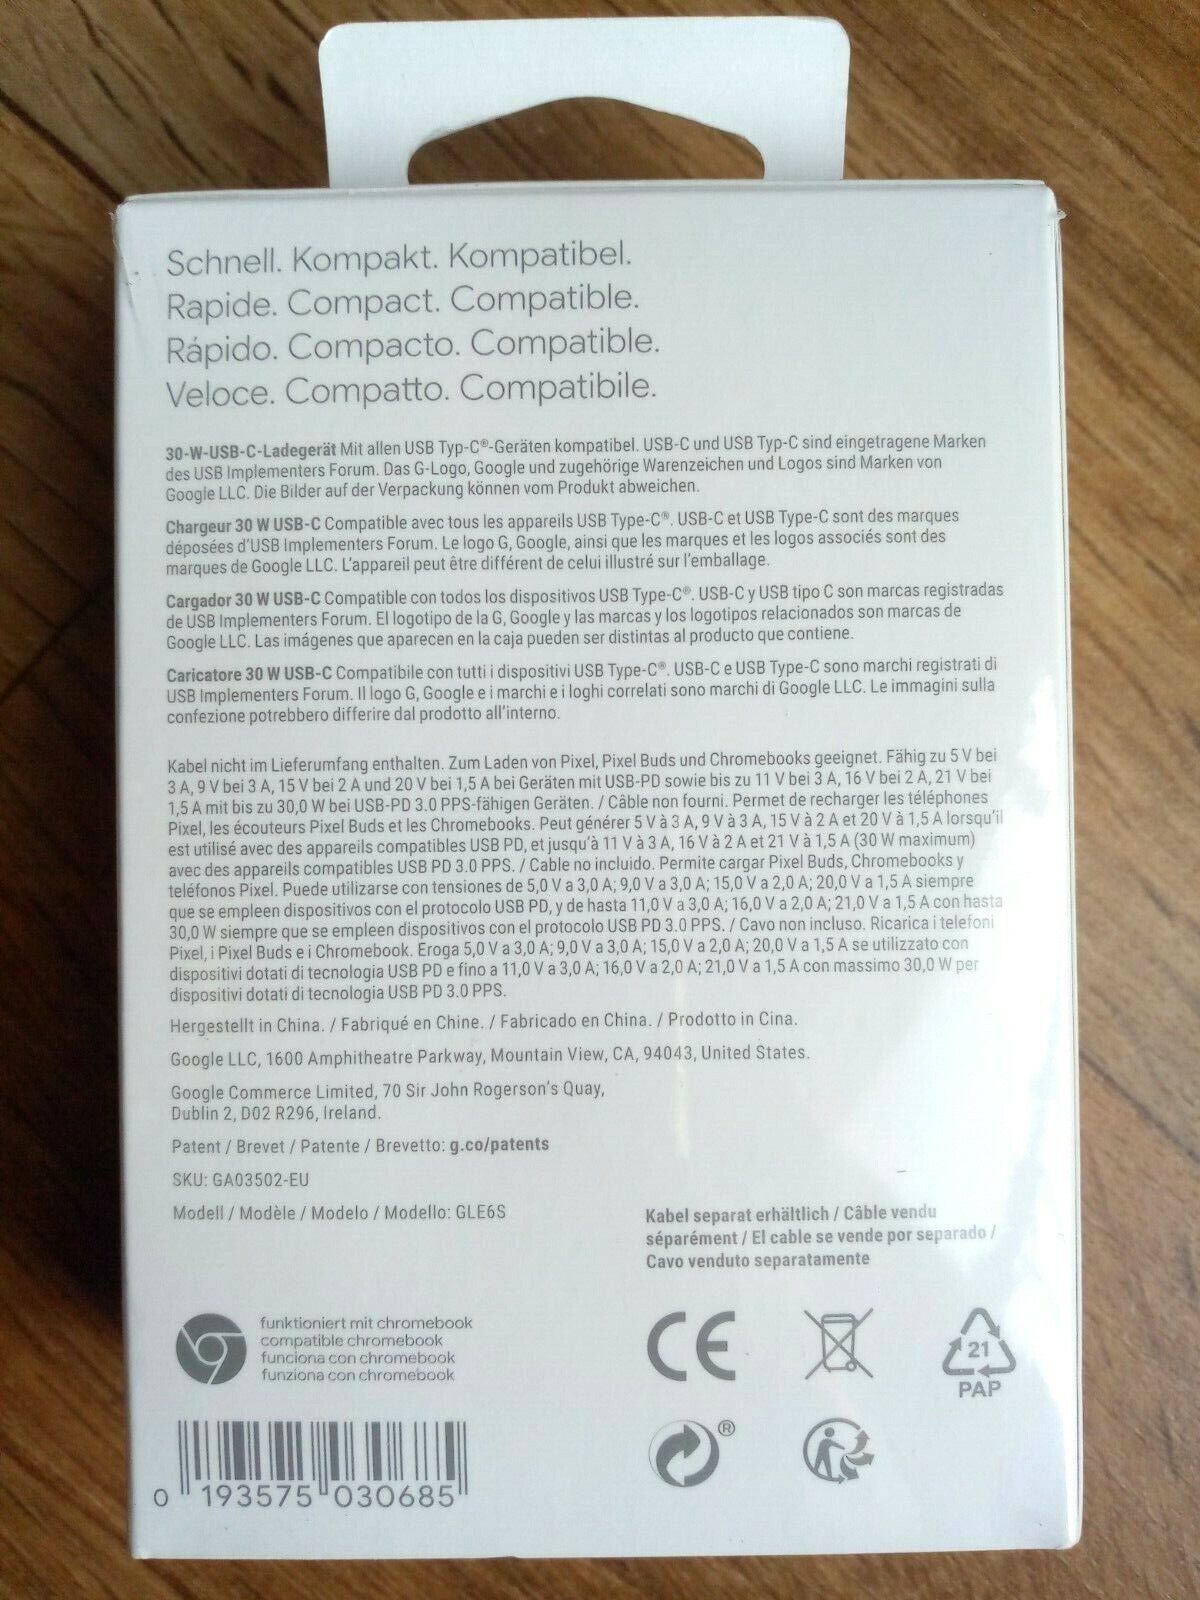 Schnell. Kompakt. Kompatibel.
Rapide. Compact. Compatible.
Rápido. Compacto. Compatible.
Veloce. Compatto. Compatibile.
30-W-USB-C-Ladegerät Mit allen USB Typ-C®-Geräten kompatibel. USB-C und USB Typ-C sind eingetragene Marken
des USB Implementers Forum. Das G-Logo, Google und zugehörige Warenzeichen und Logos sind Marken von
Google LLC. Die Bilder auf der Verpackung können vom Produkt abweichen.
Chargeur 30 W USB-C Compatible avec tous les appareils USB Type-C®. USB-C et USB Type-C sont des marques
déposées d'USB Implementers Forum. Le logo G, Google, ainsi que les marques et les logos associés sont des
marques de Google LLC. L'appareil peut être différent de celui illustré sur l'emballage.
Cargador 30 W USB-C Compatible con todos los dispositivos USB Type-C®. USB-C y USB tipo C son marcas registradas
de USB Implementers Forum. El logotipo de la G, Google y las marcas y los logotipos relacionados son marcas de
Google LLC. Las imágenes que aparecen en la caja pueden ser distintas al producto que contiene.
Caricatore 30 W USB-C Compatibile con tutti i dispositivi USB Type-C®. USB-C e USB Type-C sono marchi registrati di
USB Implementers Forum. Il logo G, Google e i marchi e i loghi correlati sono marchi di Google LLC. Le immagini sulla
confezione potrebbero differire dal prodotto all'interno.
Kabel nicht im Lieferumfang enthalten. Zum Laden von Pixel, Pixel Buds und Chromebooks geeignet. Fähig zu 5 V bei
3 A, 9 V bei 3 A, 15 V bei 2 A und 20 V bei 1,5 A bei Geräten mit USB-PD sowie bis zu 11 V bei 3 A, 16 V bei 2 A, 21 V bei
1,5 A mit bis zu 30,0 W bei USB-PD 3.0 PPS-fähigen Geräten. / Câble non fourni. Permet de recharger les téléphones
Pixel, les écouteurs Pixel Buds et les Chromebooks. Peut générer 5 V à 3 A, 9 V à 3 A, 15 V à 2 A et 20 V à 1,5 A lorsqu'il
est utilisé avec des appareils compatibles USB PD, et jusqu'à 11 V à 3 A, 16 V à 2 A et 21 V à 1,5 A (30 W maximum)
avec des appareils compatibles USB PD 3.0 PPS. / Cable no incluido. Permite cargar Pixel Buds, Chromebooks y
teléfonos Pixel. Puede utilizarse con tensiones de 5,0 V a 3,0 A; 9,0 V a 3,0 A; 15,0 V a 2,0 A; 20,0 V a 1,5 A siempre
que se empleen dispositivos con el protocolo USB PD, y de hasta 11,0 V a 3,0 A; 16,0 V a 2,0 A; 21,0 V a 1,5 A con hasta
30,0 W siempre que se empleen dispositivos con el protocolo USB PD 3.0 PPS. / Cavo non incluso. Ricarica i telefoni
Pixel, i Pixel Buds e i Chromebook. Eroga 5,0 V a 3,0 A; 9,0 V a 3,0 A; 15,0 V a 2,0 A; 20,0 V a 1,5 A se utilizzato con
dispositivi dotati di tecnologia USB PD e fino a 11,0 V a 3,0 A; 16,0 V a 2,0 A; 21,0 V a 1,5 A con massimo 30,0 W per
dispositivi dotati di tecnologia USB PD 3.0 PPS.
Hergestellt in China. / Fabriqué en Chine. / Fabricado en China. / Prodotto in Cina.
Google LLC, 1600 Amphitheatre Parkway, Mountain View, CA, 94043, United States.
Google Commerce Limited, 70 Sir John Rogerson's Quay,
Dublin 2, D02 R296, Ireland.
Patent / Brevet / Patente / Brevetto: g.co/patents
SKU: GA03502-EU
Modell / Modèle / Modelo / Modello: GLE6S
Kabel separat erhältlich / Câble vendu
séparément / El cable se vende por separado /
Cavo venduto separatamente
funktioniert mit chromebook
compatible chromebook
funciona con chromebook
funziona con chromebook
CE
21
PAP
®
0 193575 030685